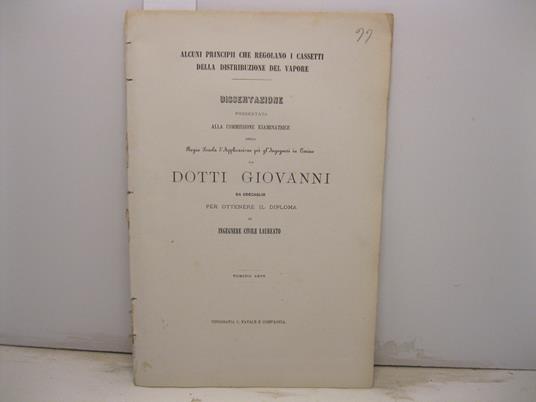 99
ALCUNI PRINCIPII CHE REGOLANO I CASSETTI
DELLA DISTRIBUZIONE DEL VAPORE
DISSERTAZIONE
PRESENTATA
ALLA COMMISSIONE ESAMINATRICE
DELLA
Regia Scuola d'Applicazione per gl'Ingegneri in Torino
DA
DOTTI GIOVANNI
DA
PER OTTENERE IL DIPLOMA
DI
INGEGNERE CIVILE LAUREATO
TORINO
TIPOGRAFIA C. FAVALE E COMPAGNIA.